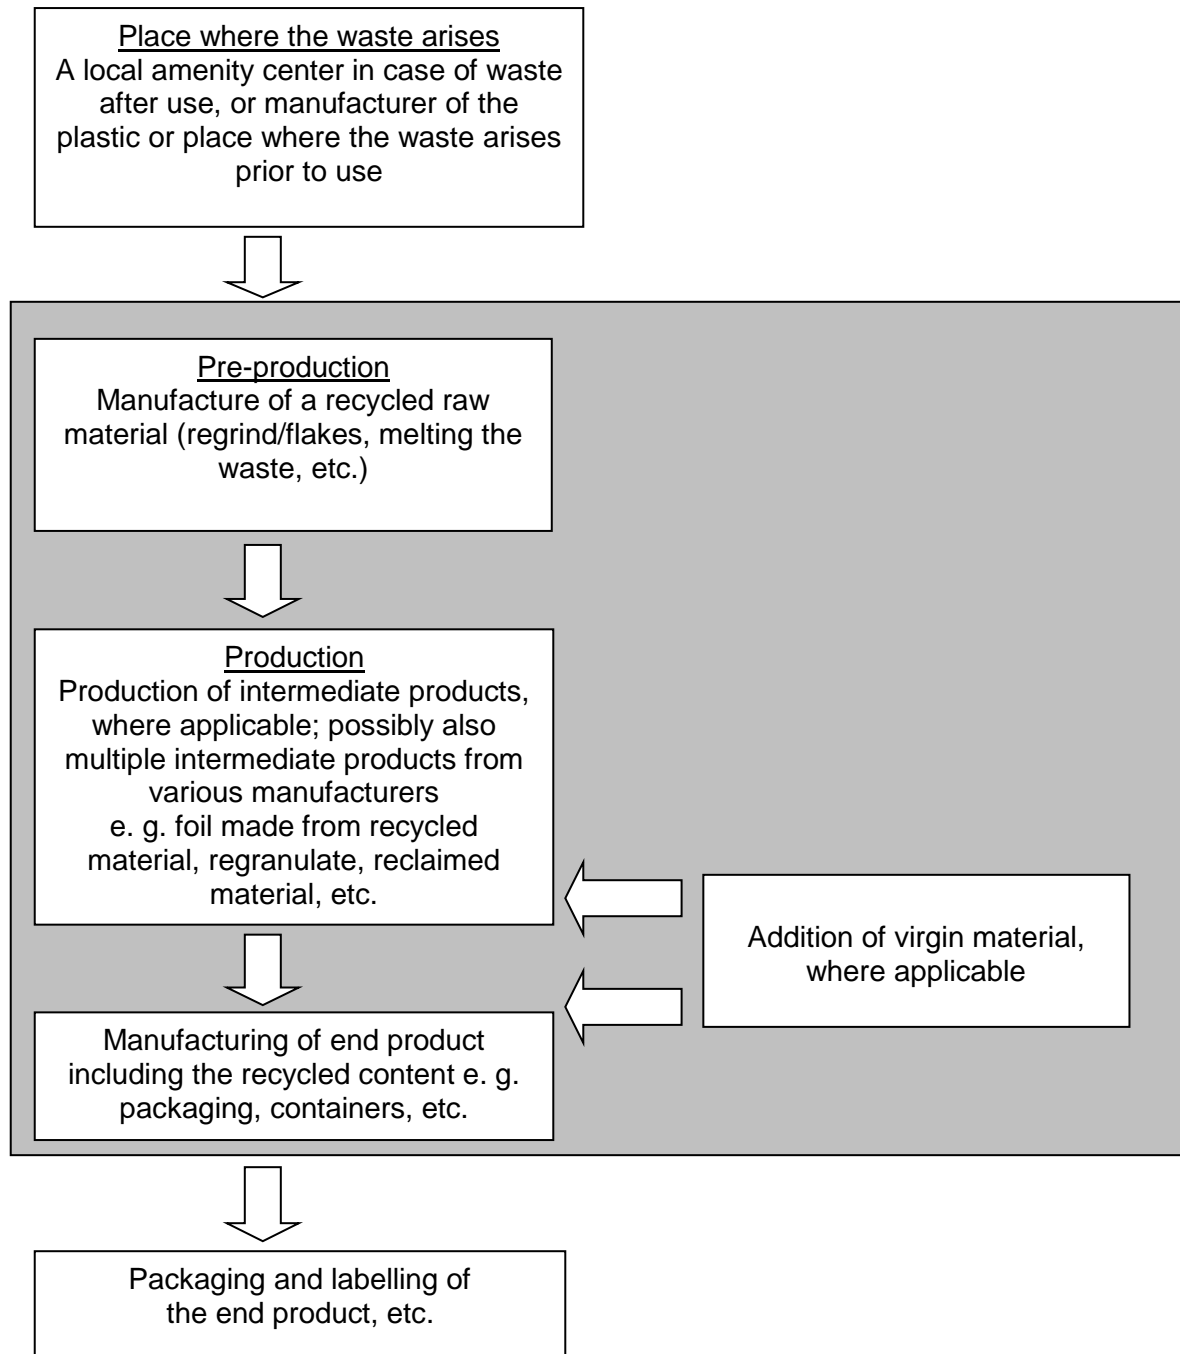 Place where the waste arises
A local amenity center in case of waste
after use, or manufacturer of the
plastic or place where the waste arises
prior to use
Pre-production
Manufacture of a recycled raw
material (regrind/flakes, melting the
waste, etc.)
Production
Production of intermediate products,
where applicable; possibly also
multiple intermediate products from
various manufacturers
e. g. foil made from recycled
material, regranulate, reclaimed
material, etc.
Addition of virgin material,
where applicable
Manufacturing of end product
including the recycled content e. g.
packaging, containers, etc.
Packaging and labelling of
the end product, etc.